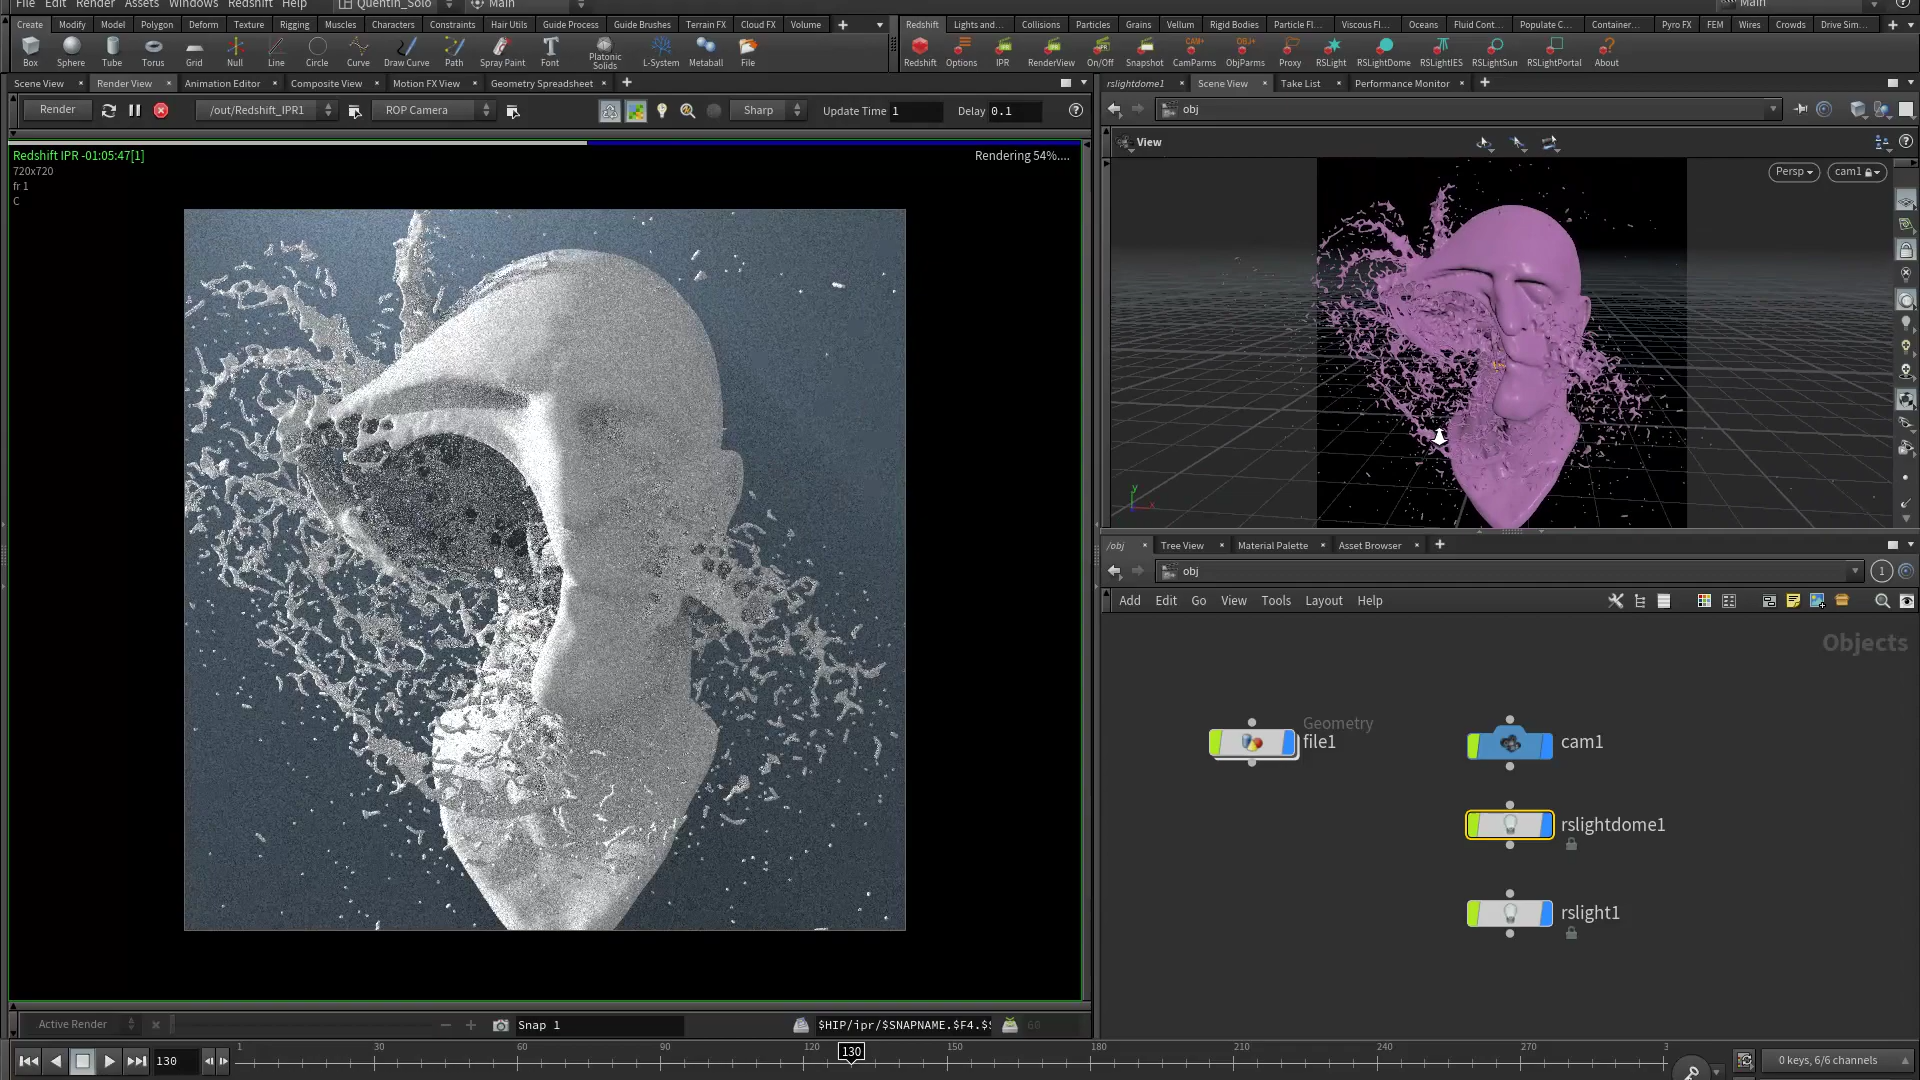 File Edit Render Assets Windows Redshift Help Quentin_Solo Main Main
Create Modify Model Polygon Deform Texture Rigging Muscles Characters Constraints Hair Utils Guide Process Guide Brushes Terrain FX Cloud FX Volume
Redshift Lights and... Collisions Particles Grains Vellum Rigid Bodies Particle Fl... Viscous Fl... Oceans Fluid Cont... Populate C... Container... Pyro FX FEM Wires Crowds Drive Sim...
Box Sphere Tube Torus Grid Null Line Circle Curve Draw Curve Path Spray Paint Font Platonic Solids L-System Metaball File
Redshift Options IPR RenderView On/Off Snapshot CamParms ObjParms Proxy RSLight RSLightDome RSLightIES RSLightSun RSLightPortal About
Scene View Render View Animation Editor Composite View Motion FX View Geometry Spreadsheet
rslightdome1 Scene View Take List Performance Monitor
Render /out/Redshift_IPR1 ROP Camera Sharp Update Time 1 Delay 0.1
obj
View
Redshift IPR -01:05:47[1]
Rendering 54%....
720x720
fr 1
C
Persp cam1
y
x
/obj Tree View Material Palette Asset Browser
obj 1
Add Edit Go View Tools Layout Help
Objects
Geometry
file1
cam1
rslightdome1
rslight1
Active Render Snap 1 $HIP/ipr/$SNAPNAME.$F4.$ 60
130 1 30 60 90 120 130 150 180 210 240 270 3
0 keys, 6/6 channels